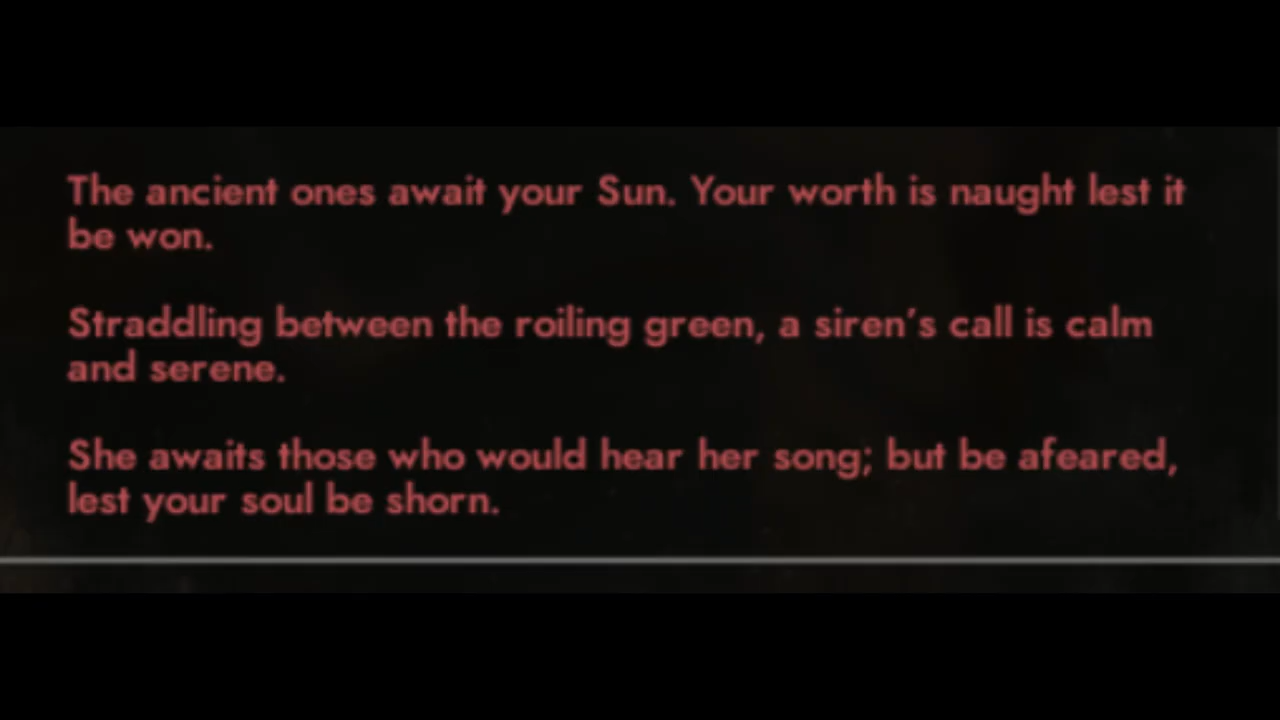 The ancient ones await your Sun. Your worth is naught lest it
be won.
Straddling between the roiling green, a siren’s call is calm
and serene.
She awaits those who would hear her song; but be afeared,
lest your soul be shorn.